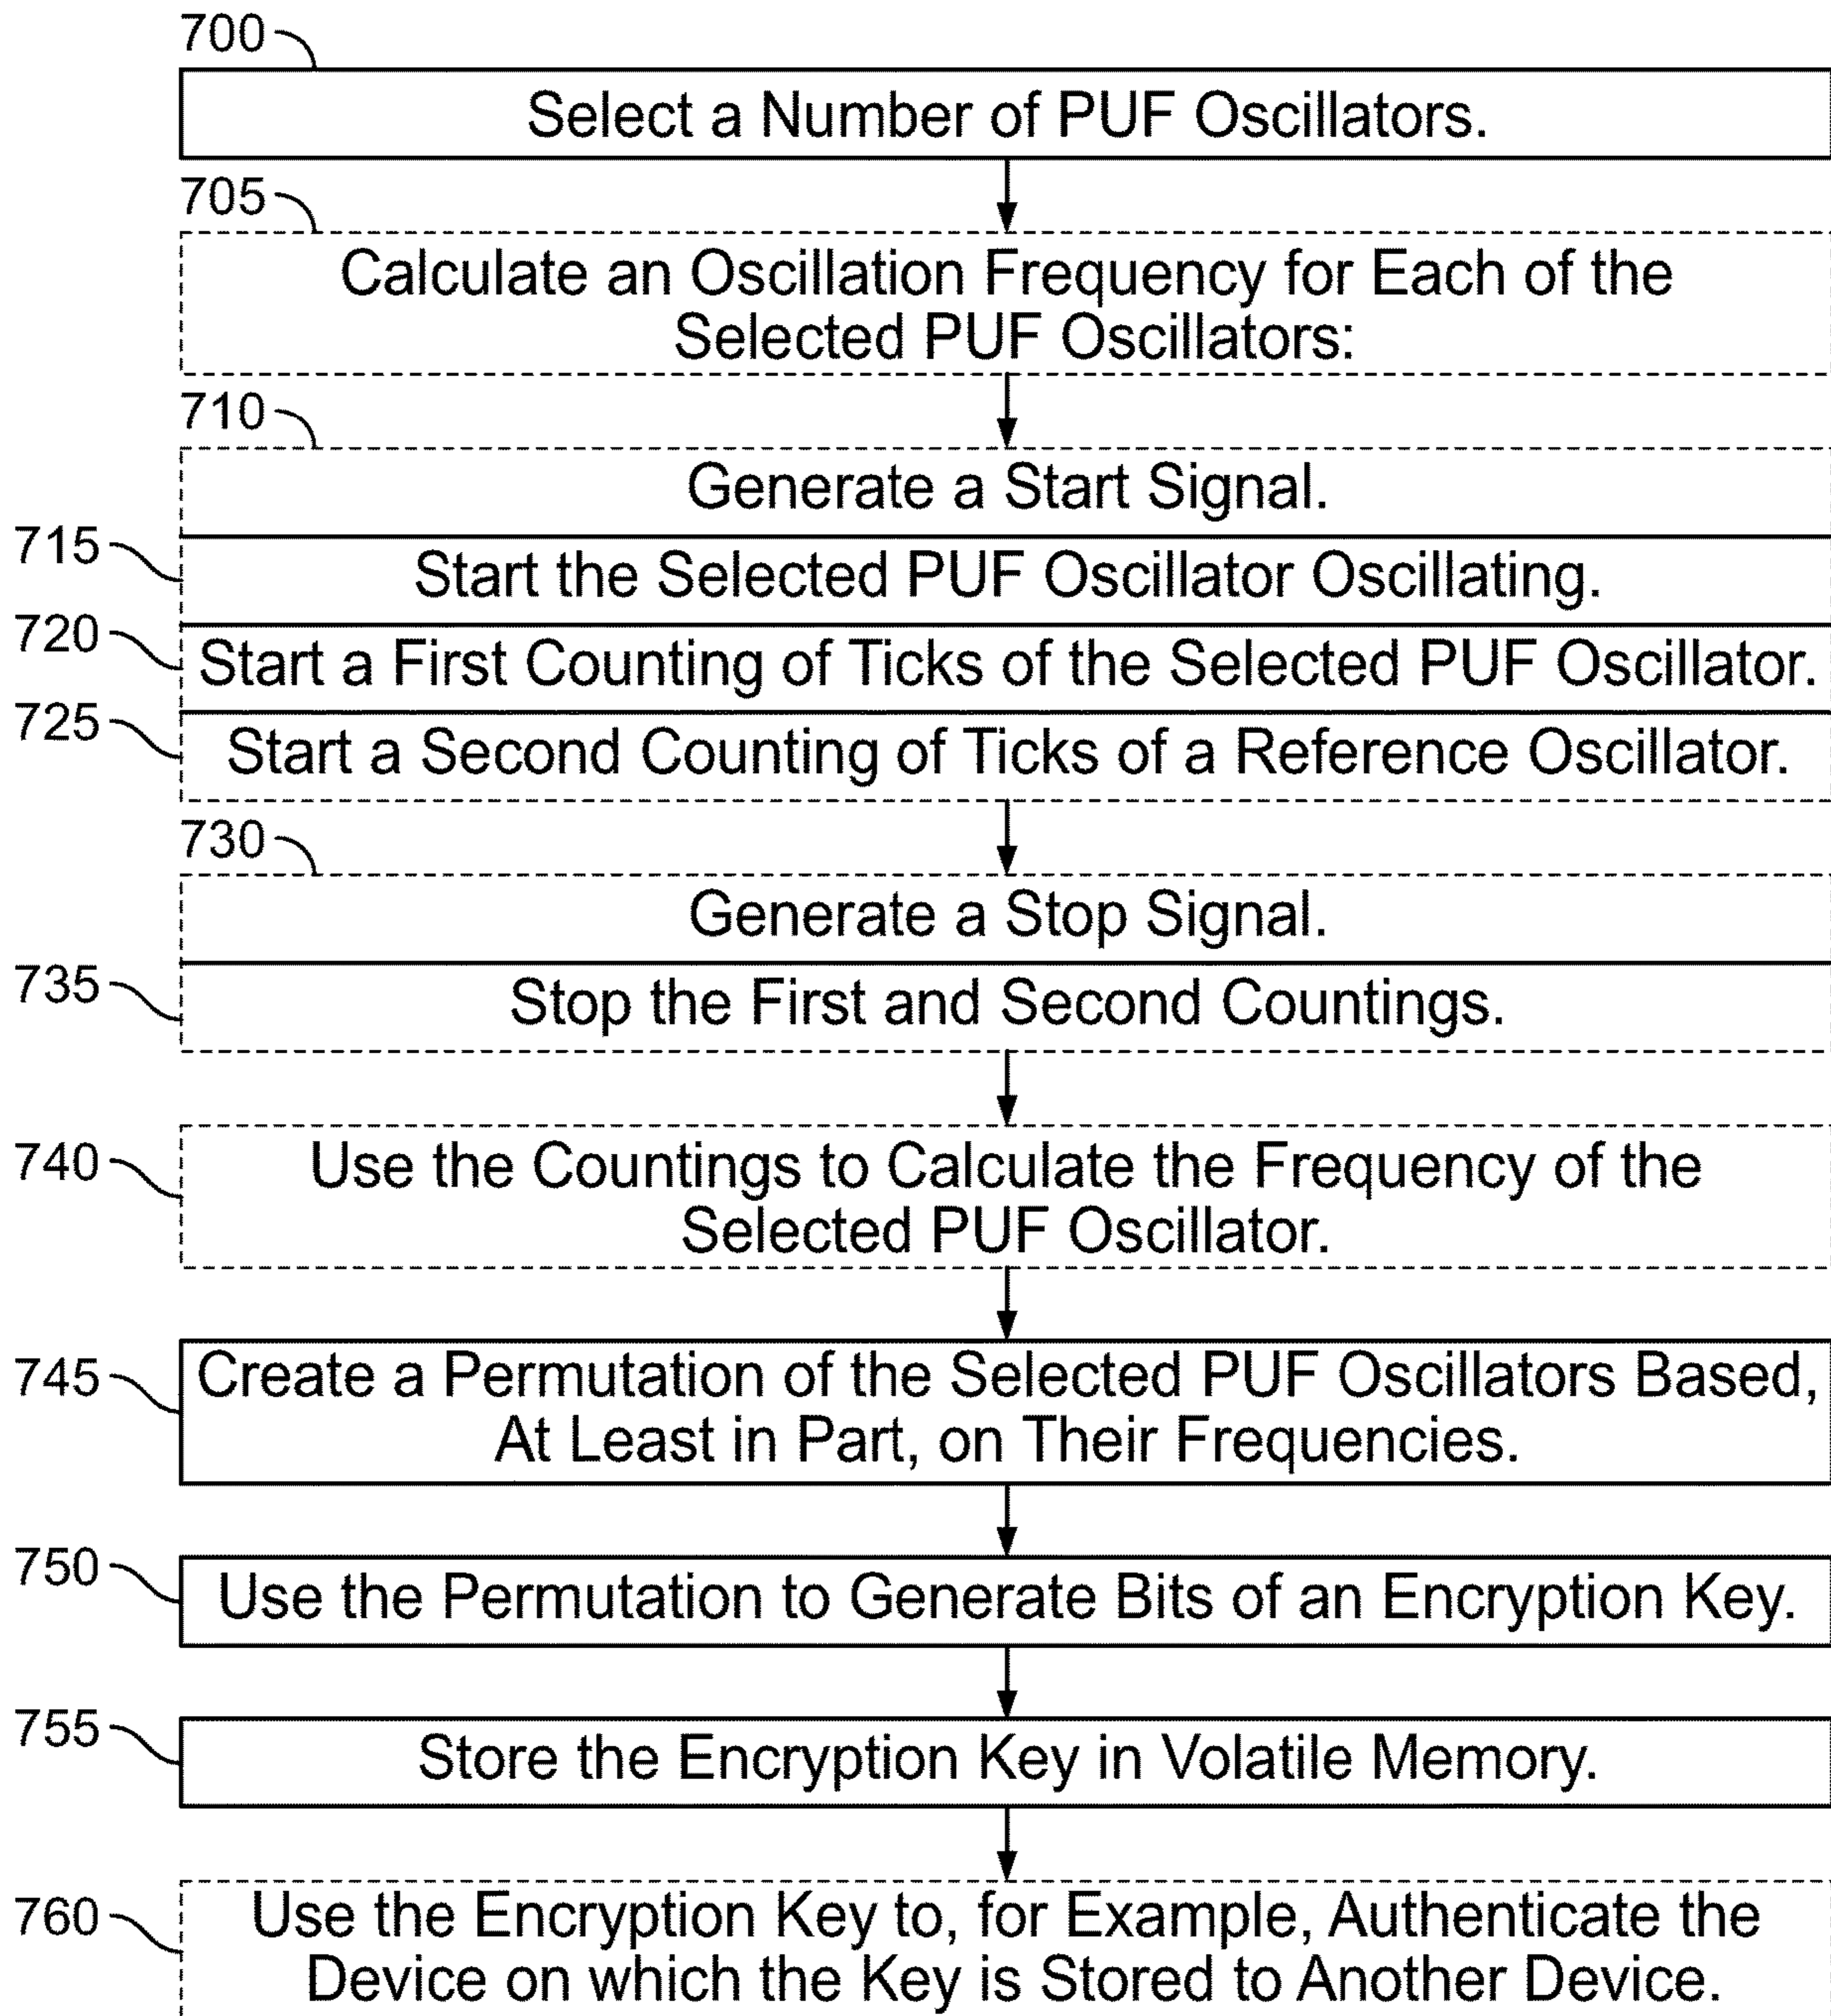 700
Select a Number of PUF Oscillators.
705
Calculate an Oscillation Frequency for Each of the
Selected PUF Oscillators:
710
Generate a Start Signal.
715
Start the Selected PUF Oscillator Oscillating.
720
Start a First Counting of Ticks of the Selected PUF Oscillator.
725
Start a Second Counting of Ticks of a Reference Oscillator.
730
Generate a Stop Signal.
735
Stop the First and Second Countings.
740
Use the Countings to Calculate the Frequency of the
Selected PUF Oscillator.
745
Create a Permutation of the Selected PUF Oscillators Based,
At Least in Part, on Their Frequencies.
750
Use the Permutation to Generate Bits of an Encryption Key.
755
Store the Encryption Key in Volatile Memory.
760
Use the Encryption Key to, for Example, Authenticate the
Device on which the Key is Stored to Another Device.